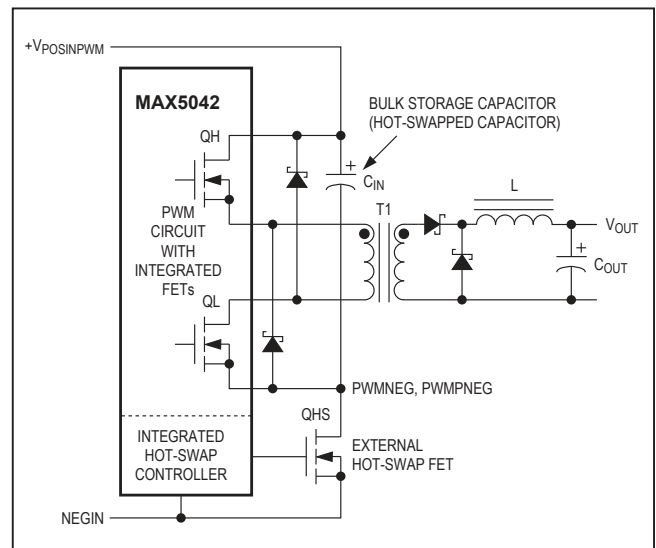 +VPOSINPWM
MAX5042
BULK STORAGE CAPACITOR
(HOT-SWAPPED CAPACITOR)
QH
+
CIN
PWM
CIRCUIT
WITH
INTEGRATED
FETs
T1
L
VOUT
+
COUT
QL
PWMNEG, PWMPNEG
QHS
INTEGRATED
HOT-SWAP
CONTROLLER
EXTERNAL
HOT-SWAP FET
NEGIN